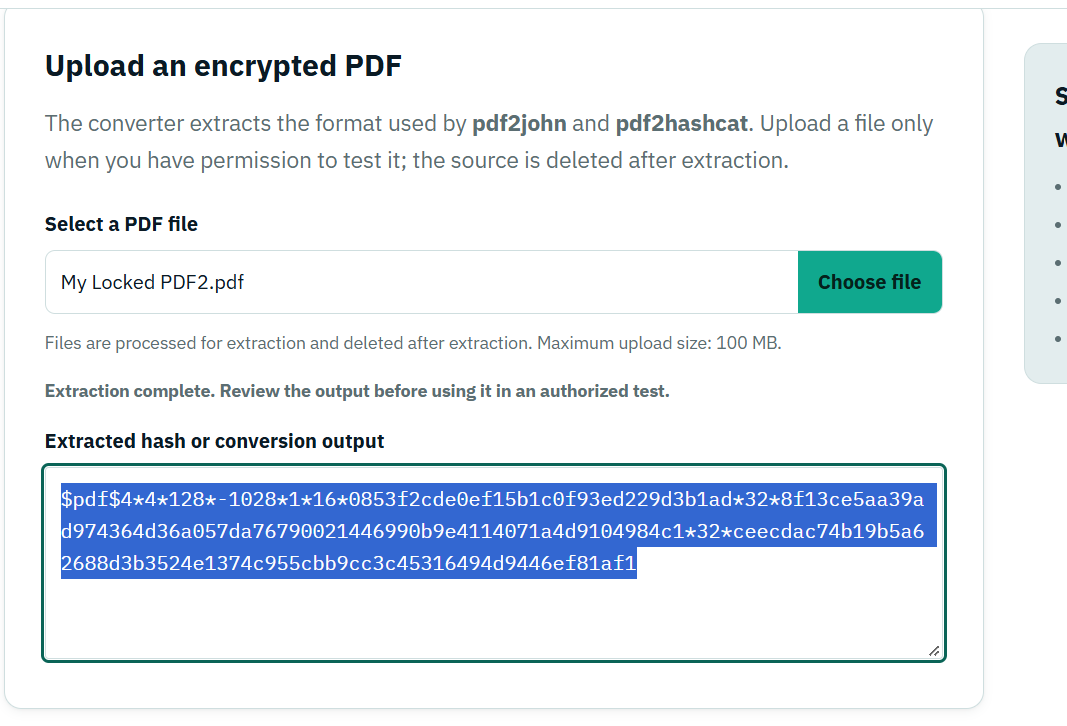 Upload an encrypted PDF
The converter extracts the format used by pdf2john and pdf2hashcat. Upload a file only
when you have permission to test it; the source is deleted after extraction.
Select a PDF file
My Locked PDF2.pdf
Choose file
Files are processed for extraction and deleted after extraction. Maximum upload size: 100 MB.
Extraction complete. Review the output before using it in an authorized test.
Extracted hash or conversion output
$pdf$4*4*128*-1028*1*16*0853f2cde0ef15b1c0f93ed229d3b1ad*32*8f13ce5aa39a
d974364d36a057da76790021446990b9e4114071a4d9104984c1*32*ceecdac74b19b5a6
2688d3b3524e1374c955cbb9cc3c45316494d9446ef81af1